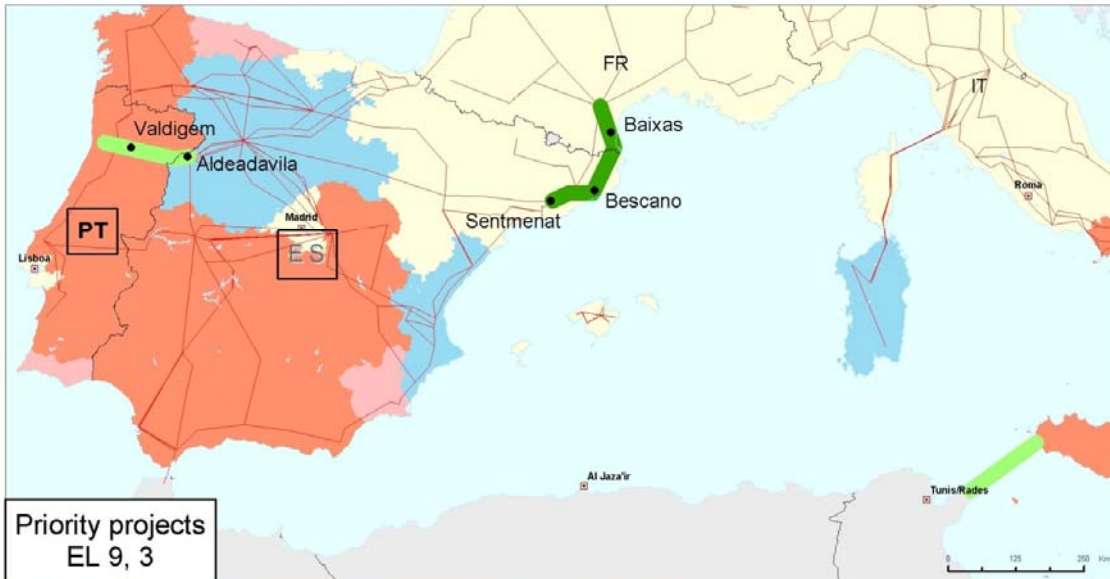 FR
IT
Baixas
Valdigem
Aldeadavila
Bescano
Roma
Sentmenat
Madrid
PT
E S
Lisboa
Al Jaza'ir
Tunis/Rades
Priority projects
EL 9, 3
0 125 250 Km